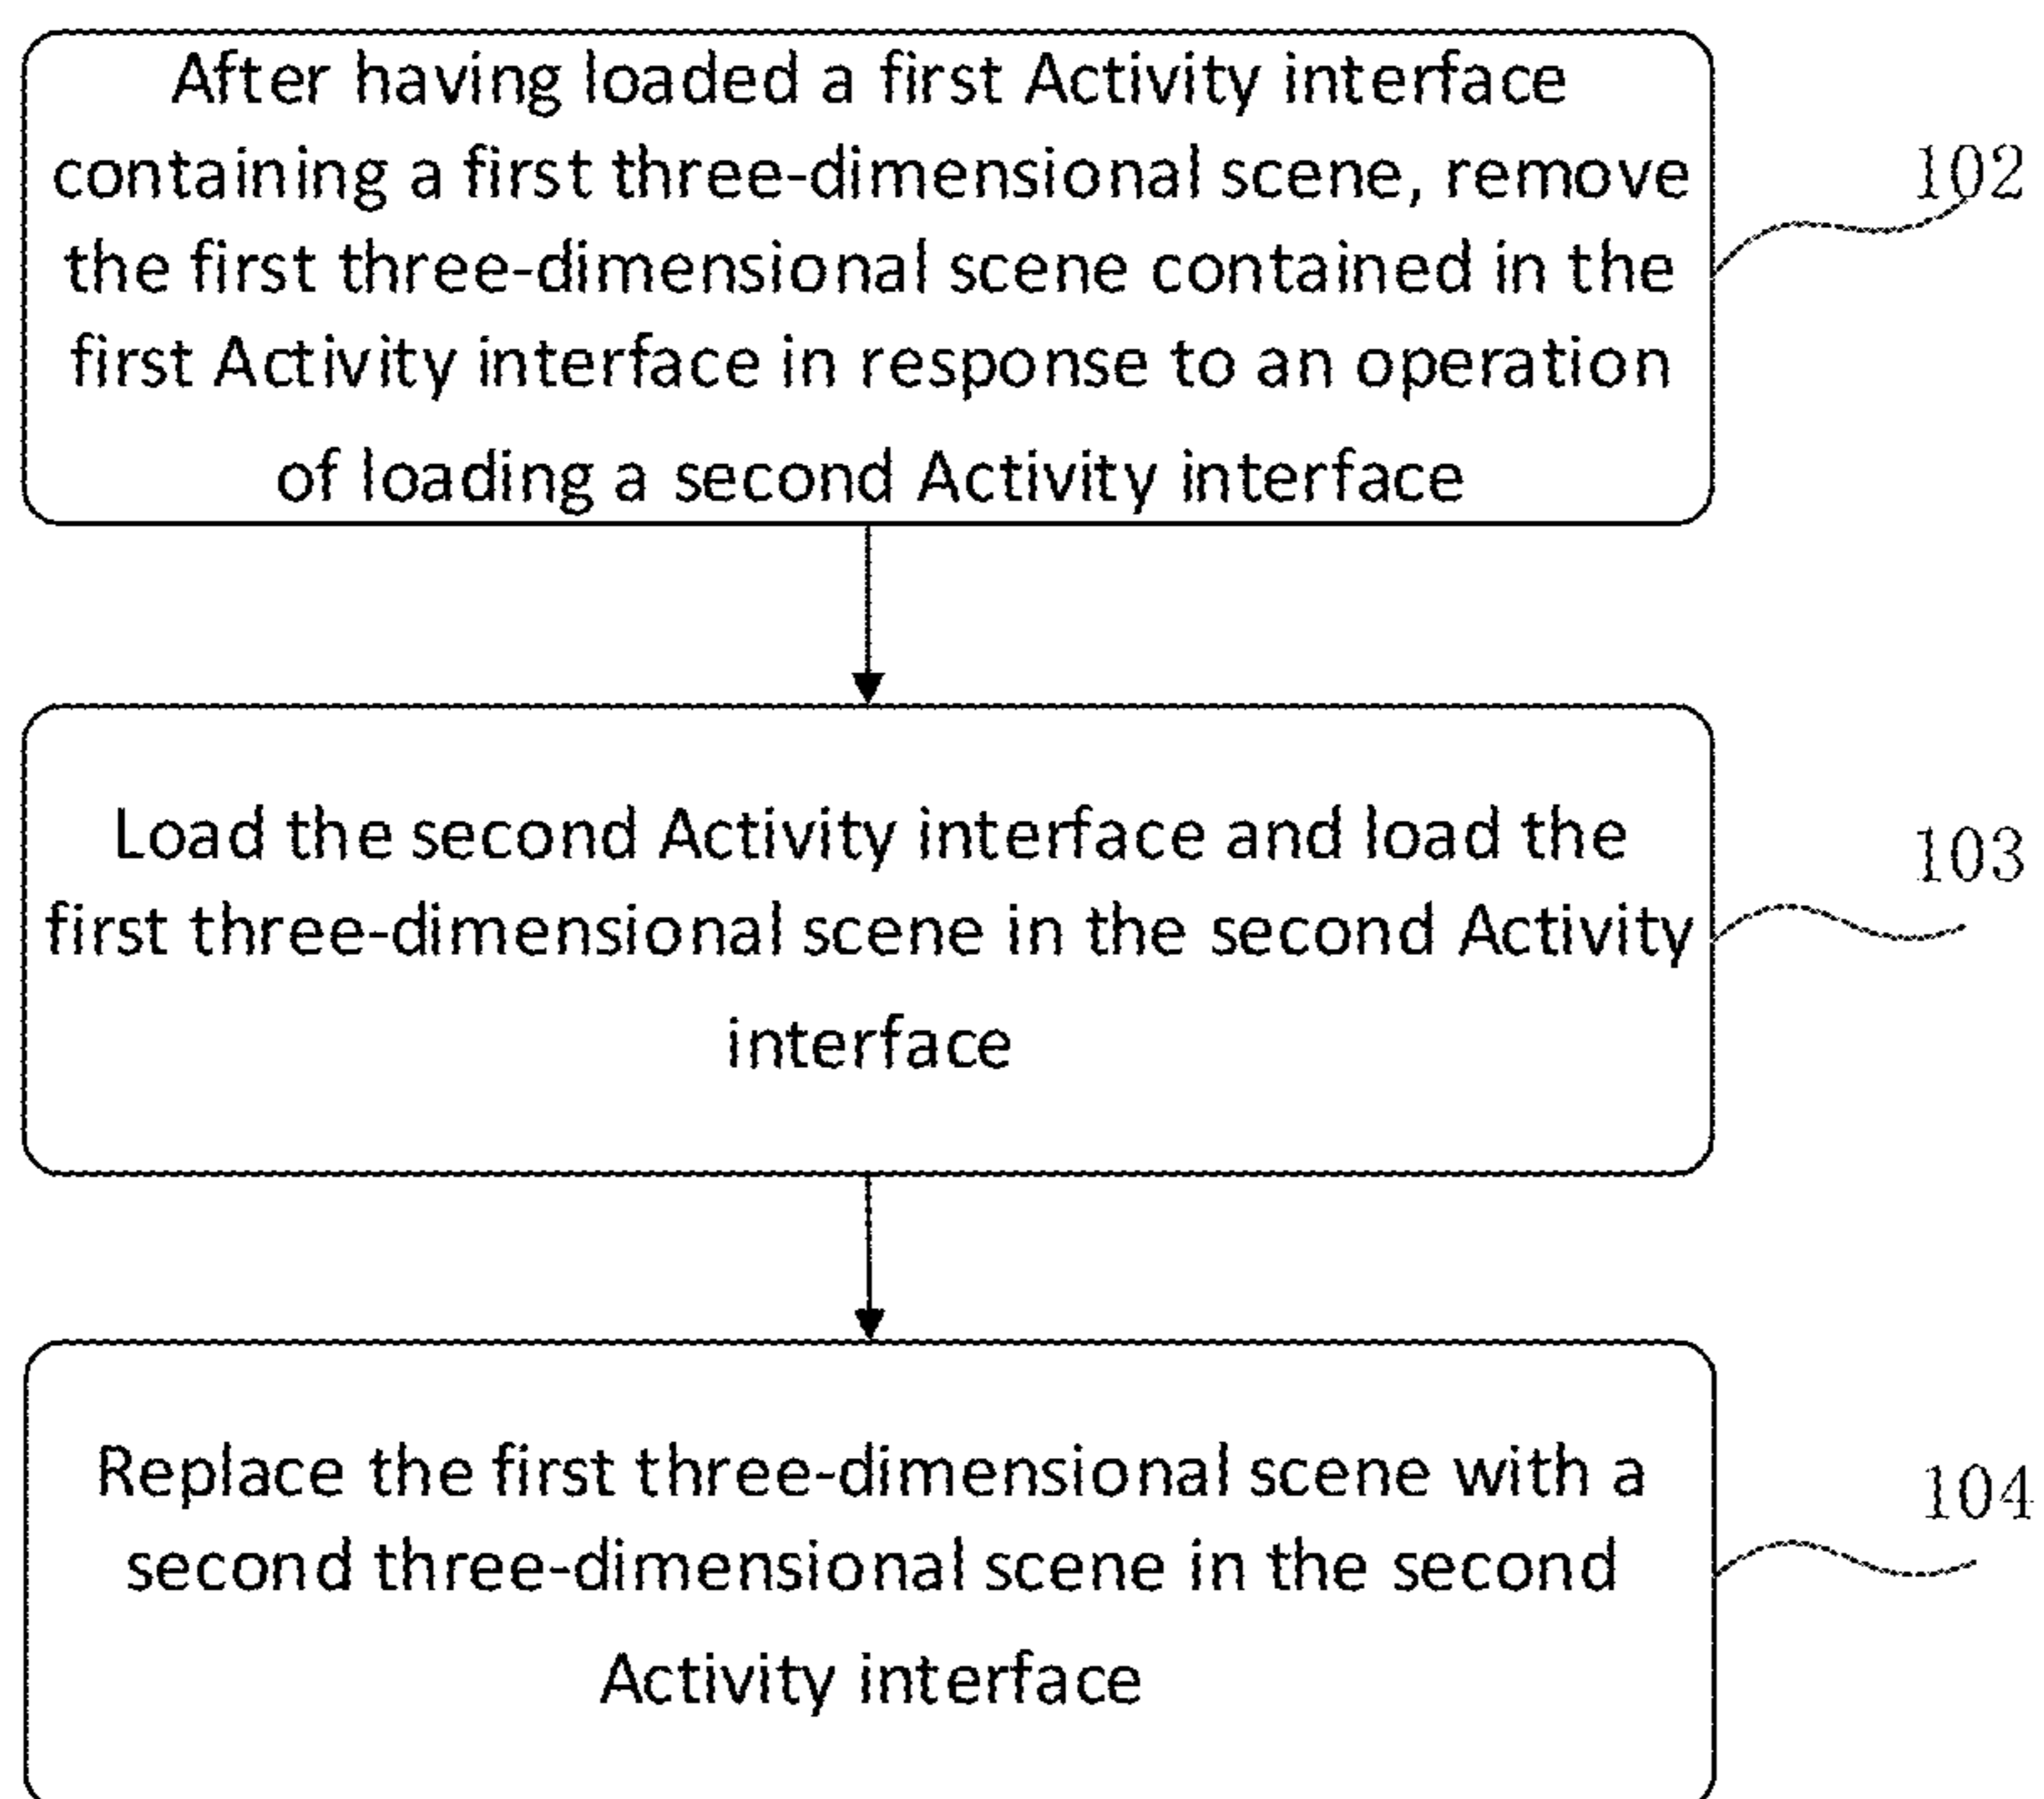 After having loaded a first Activity interface
containing a first three-dimensional scene, remove
the first three-dimensional scene contained in the
first Activity interface in response to an operation
of loading a second Activity interface
102
Load the second Activity interface and load the
first three-dimensional scene in the second Activity
interface
103
Replace the first three-dimensional scene with a
second three-dimensional scene in the second
Activity interface
104